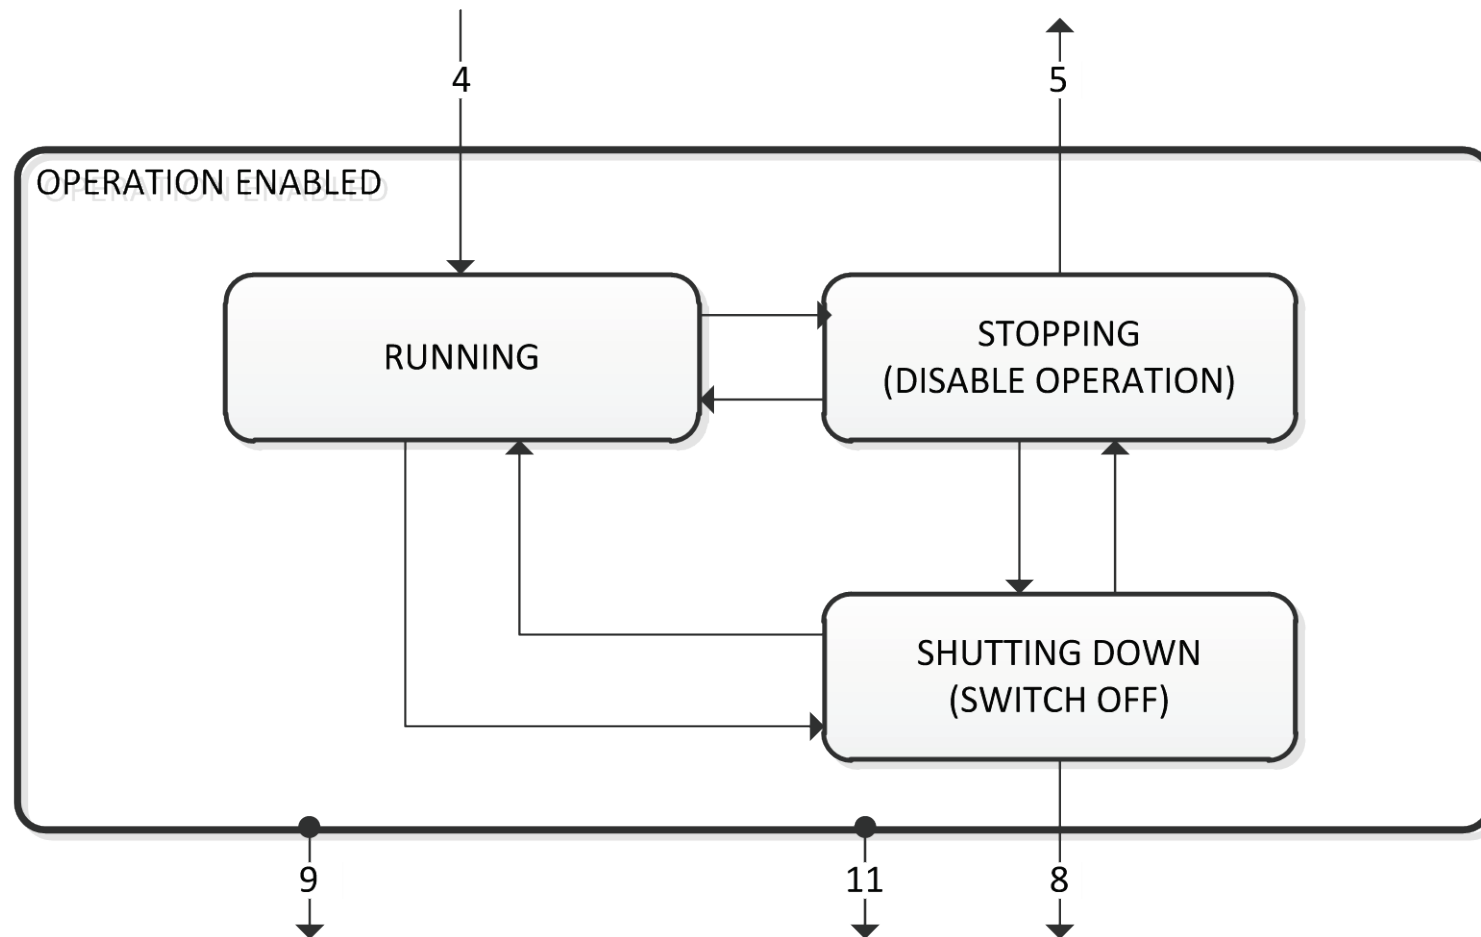 4
5
OPERATION ENABLED
RUNNING
STOPPING
(DISABLE OPERATION)
SHUTTING DOWN
(SWITCH OFF)
9
11
8